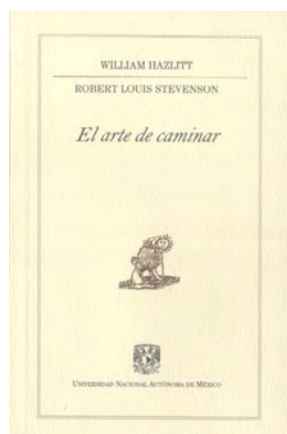 WILLIAM HAZLITT
ROBERT LOUIS STEVENSON
El arte de caminar
UNIVERSIDAD NACIONAL AUTÓNOMA DE MÉXICO